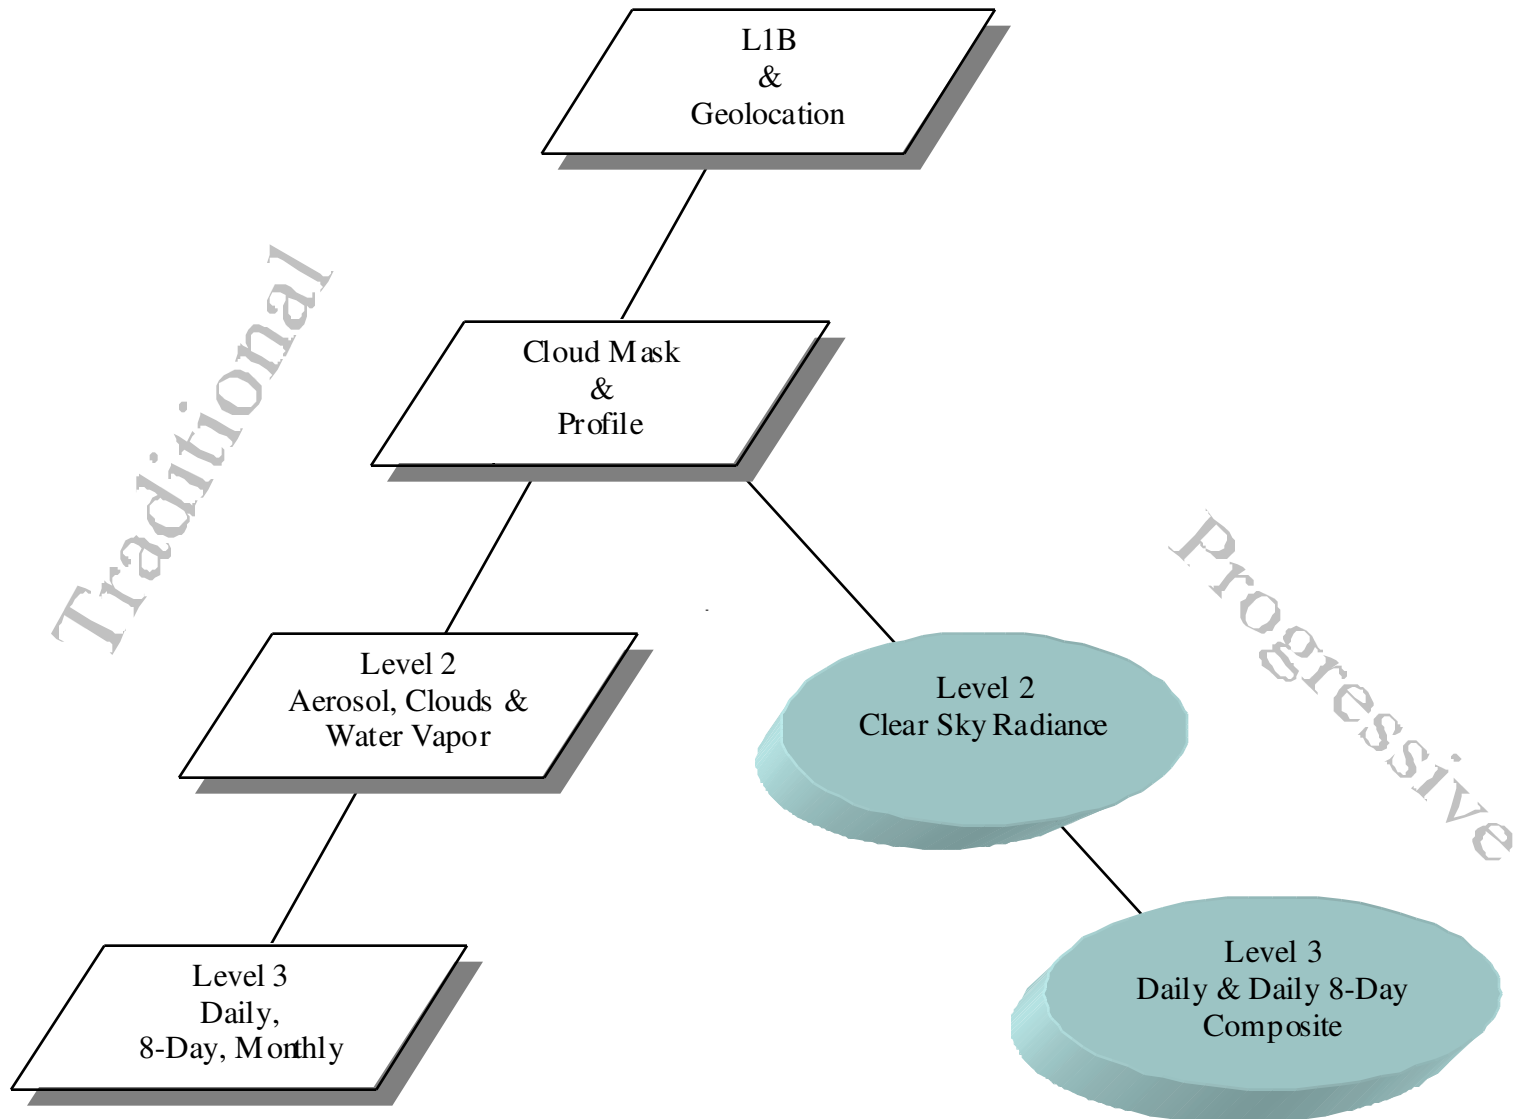 L1B
&
Geolocation
Traditional
Cloud Mask
&
Profile
Progressive
Level 2
Aerosol, Clouds &
Water Vapor
Level 2
Clear Sky Radiance
Level 3
Daily,
8-Day, Monthly
Level 3
Daily & Daily 8-Day
Composite